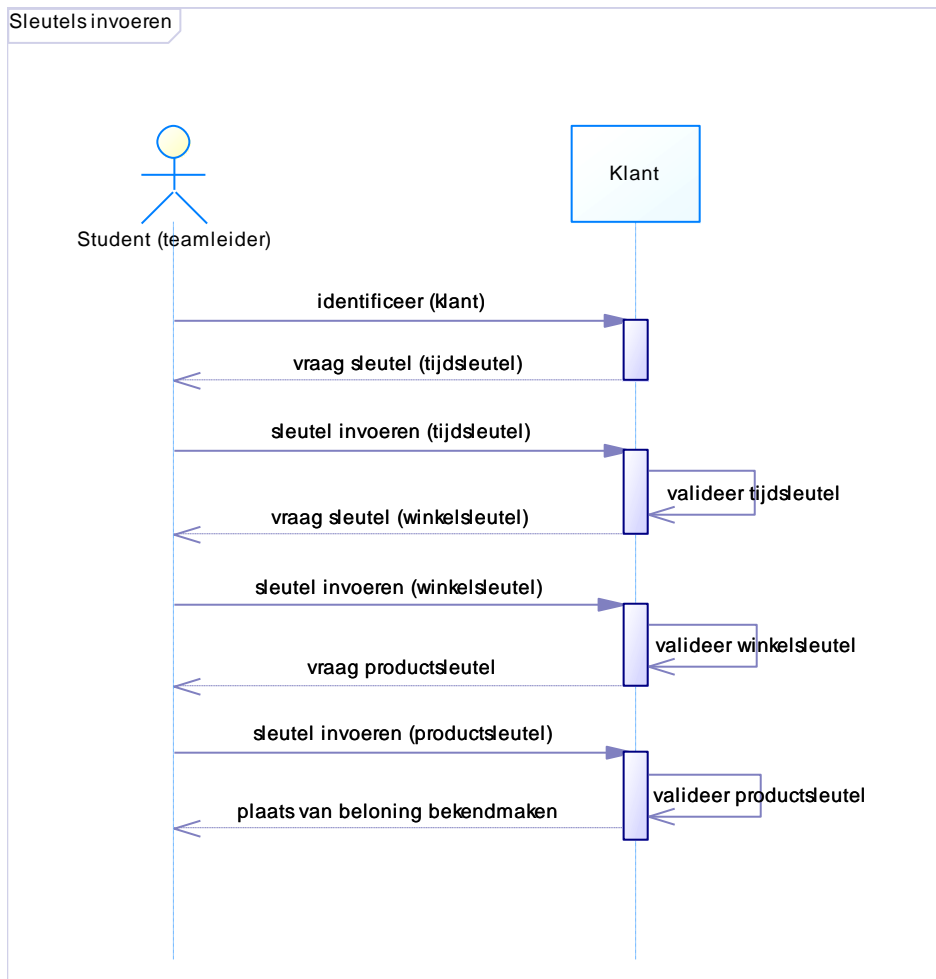 Sleutels invoeren
Klant
Student (teamleider)
identificeer (klant)
vraag sleutel (tijdsleutel)
sleutel invoeren (tijdsleutel)
valideer tijdsleutel
vraag sleutel (winkelsleutel)
sleutel invoeren (winkelsleutel)
valideer winkelsleutel
vraag productsleutel
sleutel invoeren (productsleutel)
valideer productsleutel
plaats van beloning bekendmaken